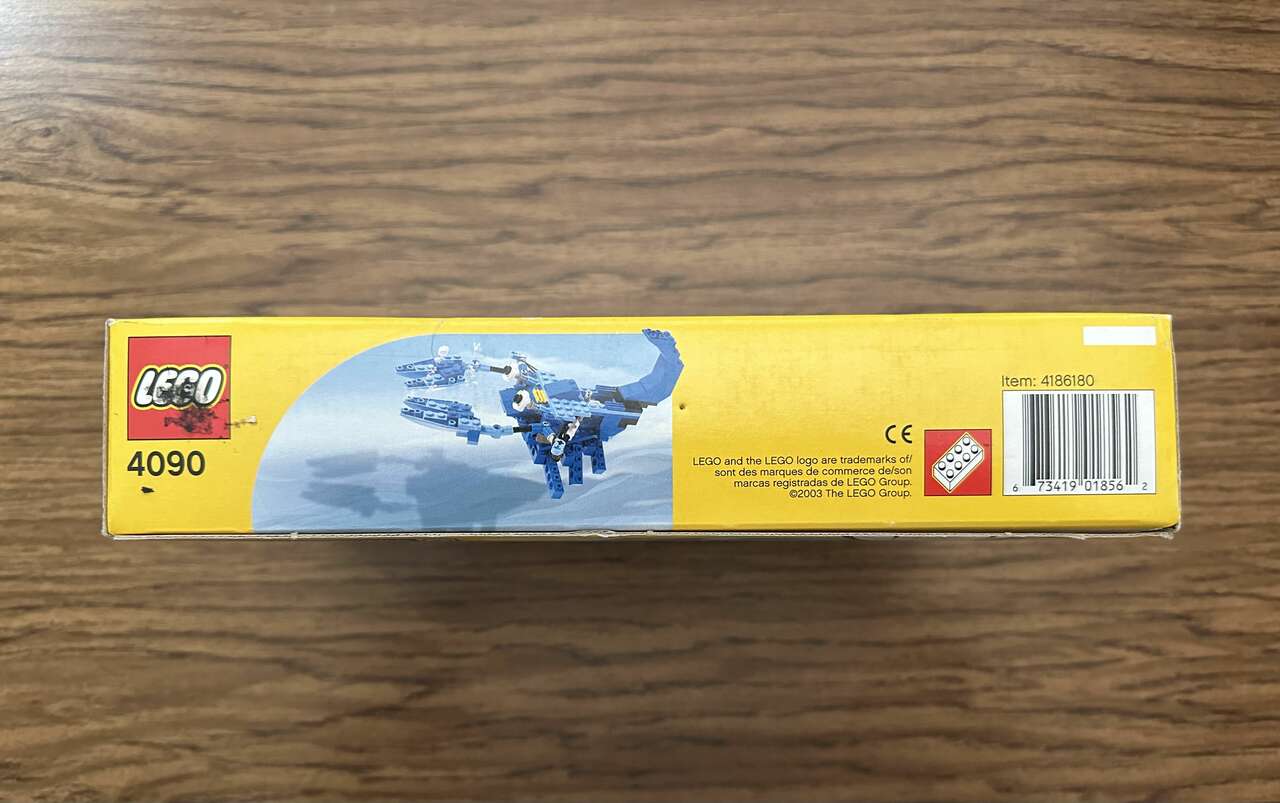 LEGO
4090
CE
LEGO and the LEGO logo are trademarks of/
sont des marques de commerce de/son
marcas registradas de LEGO Group.
©2003 The LEGO Group.
Item: 4186180
6 73419 01856 2